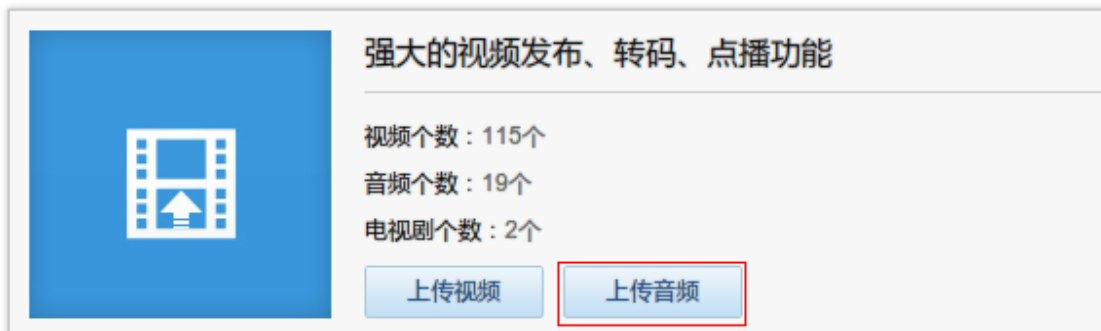 强大的视频发布、转码、点播功能
视频个数：115个
音频个数：19个
电视剧个数：2个
上传视频 上传音频